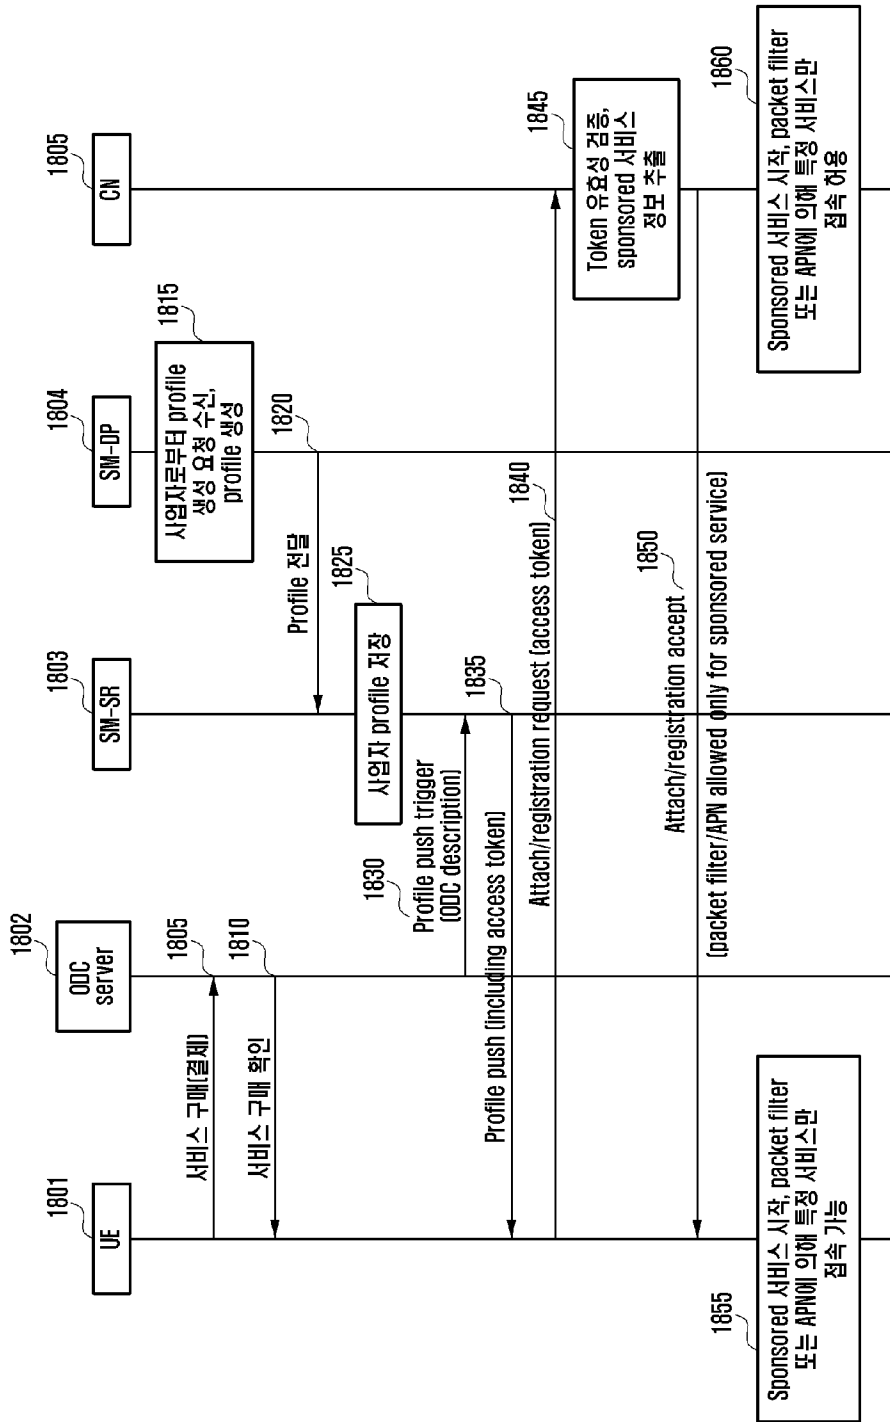 1801
UE
1802
ODC
server
1803
SM-SR
1804
SM-DP
1805
CN
서비스 구매(결제)
1805
서비스 구매 확인
1810
사업자로부터 profile
생성 요청 수신,
profile 생성
1815
Profile 전달
1820
사업자 profile 저장
1825
1830
Profile push trigger
(ODC description)
Profile push (including access token)
1835
Attach/registration request (access token)
1840
Token 유효성 검증,
sponsored 서비스
정보 추출
1845
Attach/registration accept
1850
(packet filter/APN allowed only for sponsored service)
1855
Sponsored 서비스 시작, packet filter
또는 APN에 의해 특정 서비스만
접속 가능
Sponsored 서비스 시작, packet filter
또는 APN에 의해 특정 서비스만
접속 허용
1860